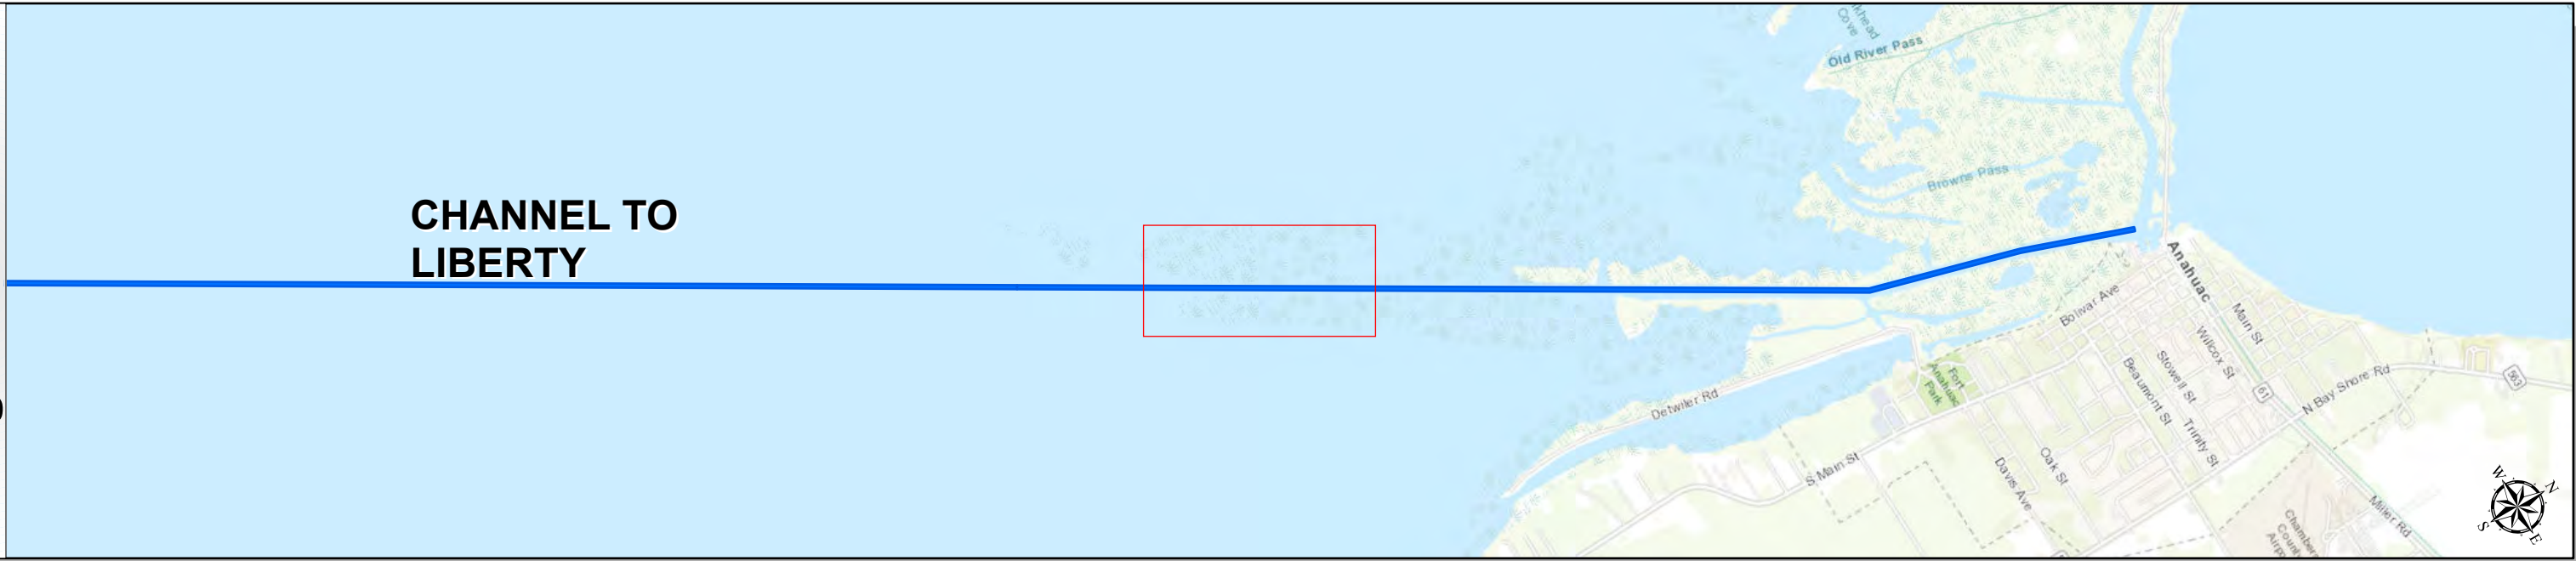 Cove
Old River Pass
Browns Pass
CHANNEL TO
LIBERTY
Anahuac
Bolivar Ave
Main St
Willcox St
Stowell St
Beaumont St
Trinity St
61
N Bay Shore Rd
563
Fort
Anahuac
Park
Detwiler Rd
S Main St
Oak St
Davis Ave
Miller Rd
W
N
S
E